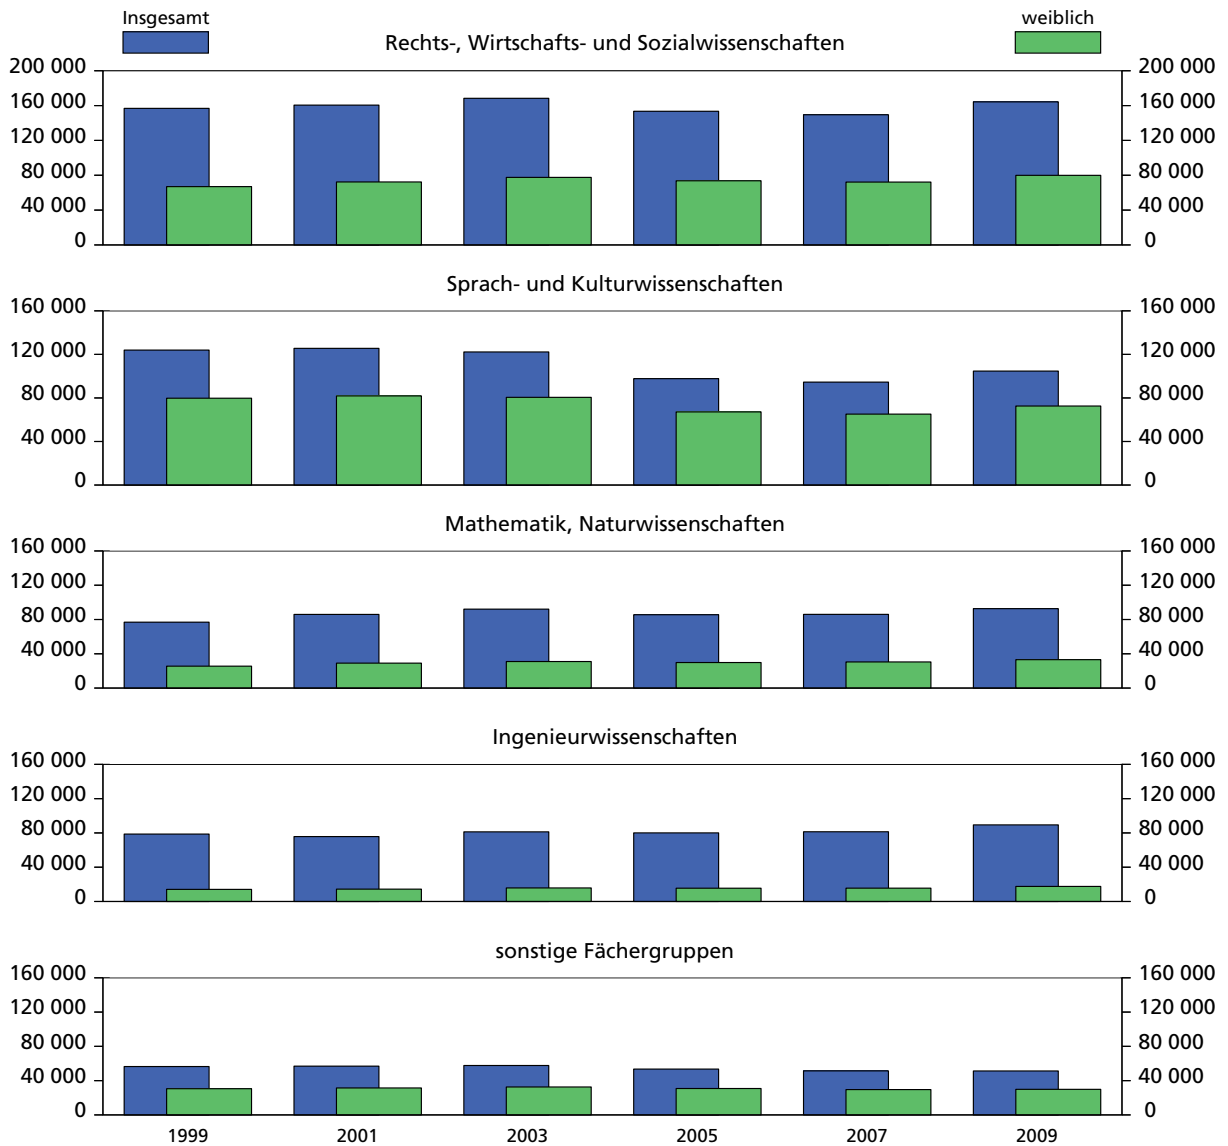 Insgesamt
weiblich
Rechts-, Wirtschafts- und Sozialwissenschaften
200 000 200 000
160 000 160 000
120 000 120 000
80 000 80 000
40 000 40 000
0 0
Sprach- und Kulturwissenschaften
160 000 160 000
120 000 120 000
80 000 80 000
40 000 40 000
0 0
Mathematik, Naturwissenschaften
160 000 160 000
120 000 120 000
80 000 80 000
40 000 40 000
0 0
Ingenieurwissenschaften
160 000 160 000
120 000 120 000
80 000 80 000
40 000 40 000
0 0
sonstige Fächergruppen
160 000 160 000
120 000 120 000
80 000 80 000
40 000 40 000
0 0
1999 2001 2003 2005 2007 2009